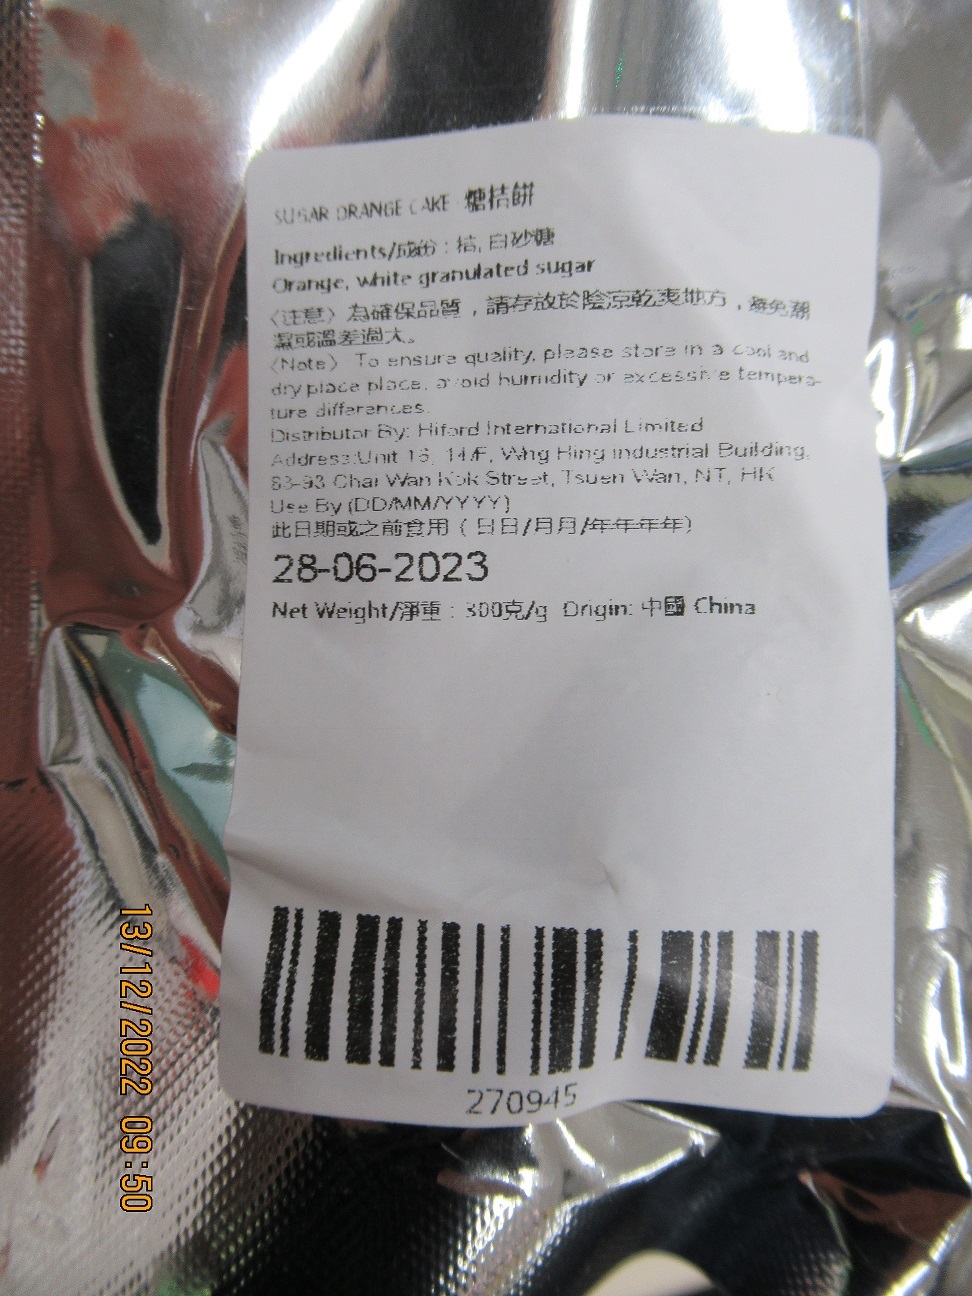 SUGAR ORANGE CAKE 糖桔餅
Ingredients/成份 : 桔, 白砂糖
Orange, white granulated sugar
〈注意〉為確保品質，請存放於陰涼乾爽地方，避免潮
濕或溫差過大。
〈Note〉 To ensure quality, please store in a cool and
dry place place, avoid humidity or excessive tempera-
ture differences.
Distributor By: Hiford International Limited
Address:Unit 16, 14/F, Wing Hing Industrial Building,
83-93 Chai Wan Kok Street, Tsuen Wan, NT, HK
Use By (DD/MM/YYYY)
此日期或之前食用（日日/月月/年年年年）
28-06-2023
Net Weight/淨重 : 300克/g Origin: 中國 China
270945
13/12/2022 09:50